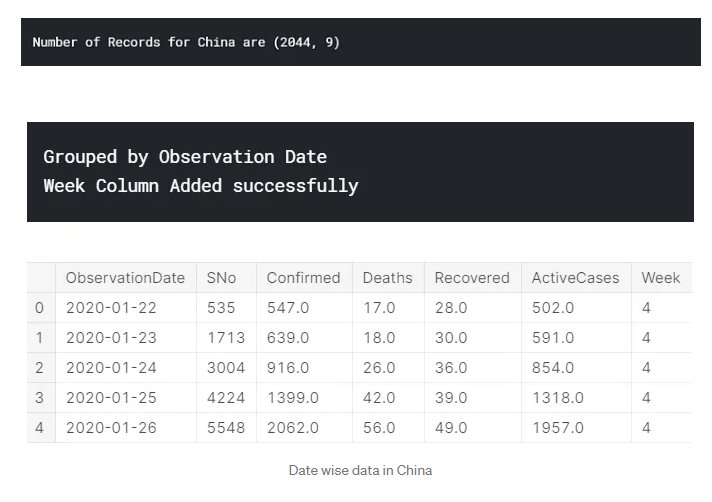 Number of Records for China are (2044, 9)
Grouped by Observation Date
Week Column Added successfully
ObservationDate SNo Confirmed Deaths Recovered ActiveCases Week
0 2020-01-22 535 547.0 17.0 28.0 502.0 4
1 2020-01-23 1713 639.0 18.0 30.0 591.0 4
2 2020-01-24 3004 916.0 26.0 36.0 854.0 4
3 2020-01-25 4224 1399.0 42.0 39.0 1318.0 4
4 2020-01-26 5548 2062.0 56.0 49.0 1957.0 4
Date wise data in China